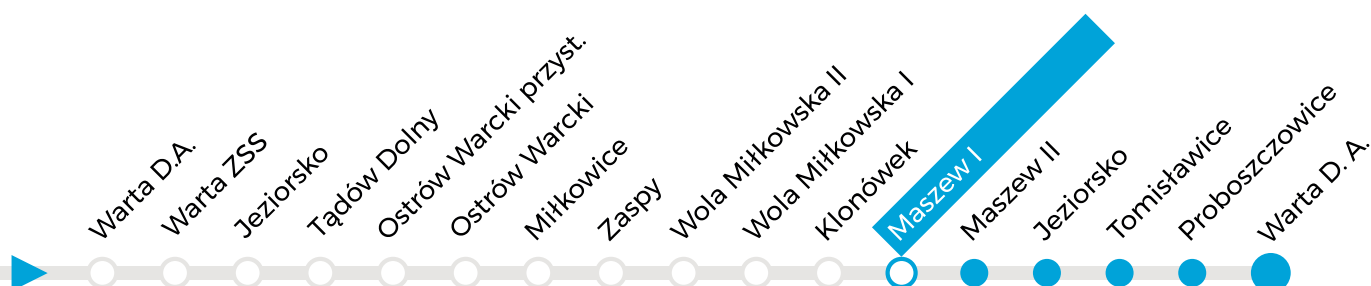 Warta D.A.
Warta ZSS
Jeziorsko
Tądów Dolny
Ostrów Warcki przyst.
Ostrów Warcki
Miłkowice
Zaspy
Wola Miłkowska II
Wola Miłkowska I
Klonówek
Maszew I
Maszew II
Jeziorsko
Tomisławice
Proboszczowice
Warta D. A.